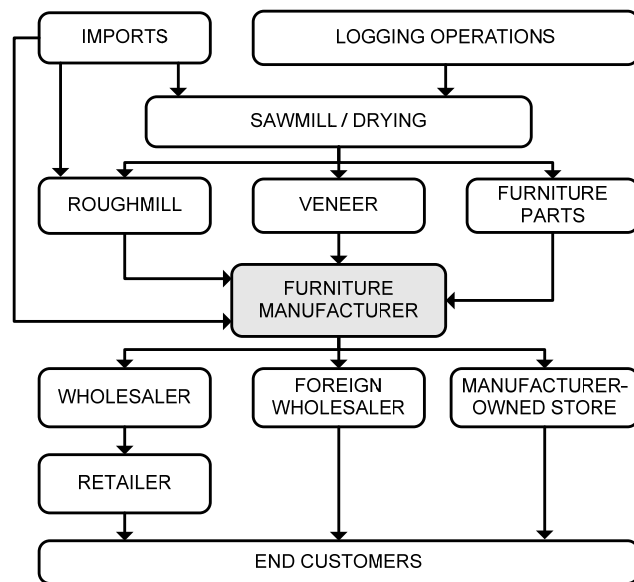 IMPORTS
LOGGING OPERATIONS
SAWMILL / DRYING
ROUGHMILL
VENEER
FURNITURE
PARTS
FURNITURE
MANUFACTURER
WHOLESALER
FOREIGN
WHOLESALER
MANUFACTURER-
OWNED STORE
RETAILER
END CUSTOMERS